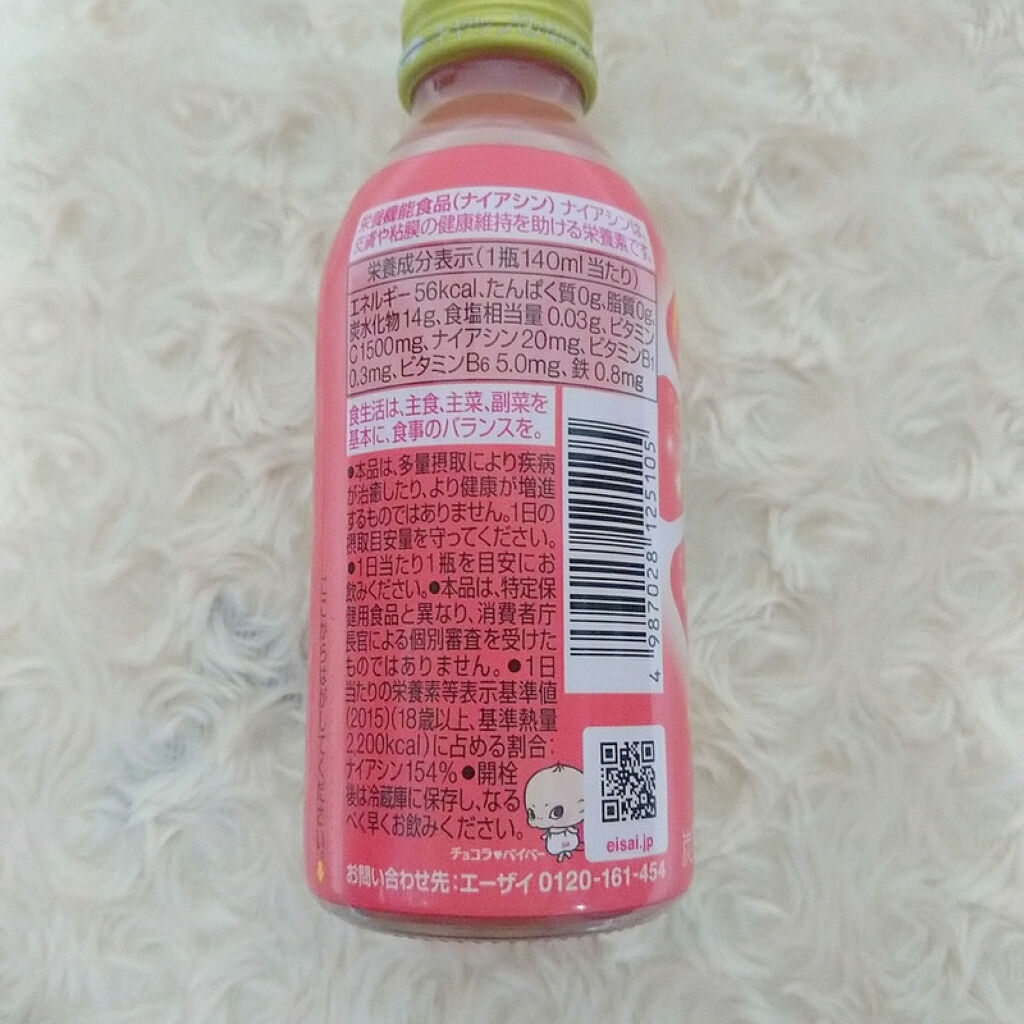 栄養機能食品(ナイアシン) ナイアシンは、
皮膚や粘膜の健康維持を助ける栄養素です。
栄養成分表示(1瓶140ml当たり)
エネルギー 56kcal、たんぱく質0g、脂質0g、
炭水化物14g、食塩相当量 0.03g、ビタミン
C1500mg、ナイアシン20mg、ビタミンB1
0.3mg、ビタミンB6 5.0mg、鉄 0.8mg
食生活は、主食、主菜、副菜を
基本に、食事のバランスを。
●本品は、多量摂取により疾病
が治癒したり、より健康が増進
するものではありません。1日の
摂取目安量を守ってください。
●1日当たり1瓶を目安にお
飲みください。●本品は、特定保
健用食品と異なり、消費者庁
長官による個別審査を受けた
ものではありません。●1日
当たりの栄養素等表示基準値
(2015)(18歳以上、基準熱量
2,200kcal)に占める割合:
ナイアシン154% ●開栓
後は冷蔵庫に保存し、なる
べく早くお飲みください。
チョコラ♥ベイベー
4 987028 125105
eisai.jp
お問い合わせ先:エーザイ 0120-161-454